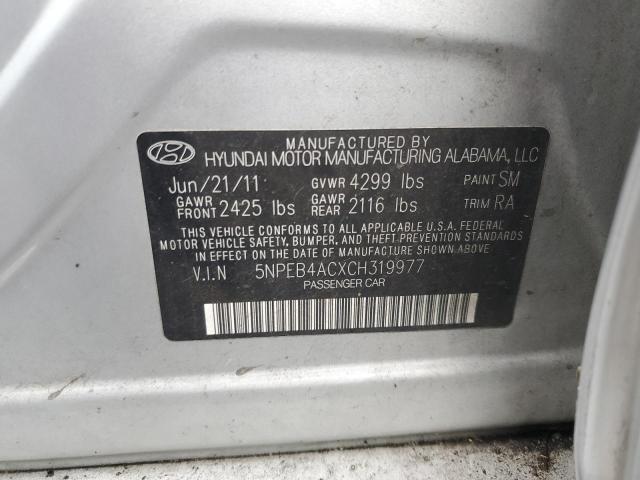 MANUFACTURED BY
HYUNDAI MOTOR MANUFACTURING ALABAMA, LLC
Jun/21/11 GVWR 4299 lbs PAINT SM
GAWR FRONT 2425 lbs GAWR REAR 2116 lbs TRIM RA
THIS VEHICLE CONFORMS TO ALL APPLICABLE U.S.A. FEDERAL
MOTOR VEHICLE SAFETY, BUMPER, AND THEFT PREVENTION
STANDARDS IN EFFECT ON THE DATE OF MANUFACTURE SHOWN ABOVE
V.I.N 5NPEB4ACXCH319977
PASSENGER CAR